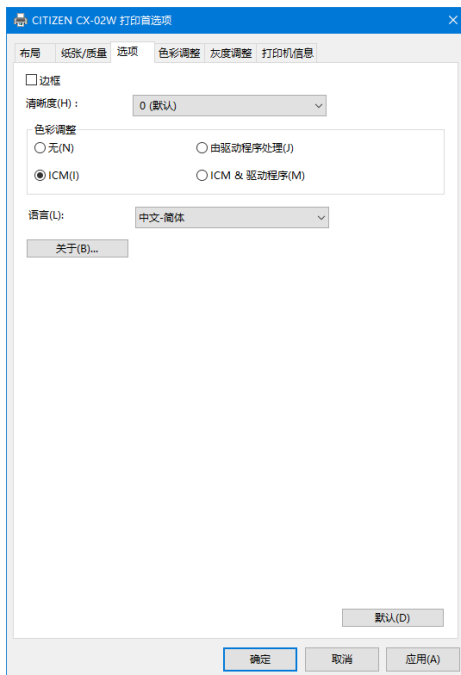 CITIZEN CX-02W 打印首选项
布局 纸张/质量 选项 色彩调整 灰度调整 打印机信息
边框
清晰度(H)： 0 (默认)
色彩调整
无(N) 由驱动程序处理(J)
ICM(I) ICM & 驱动程序(M)
语言(L): 中文-简体
关于(B)...
默认(D)
确定 取消 应用(A)